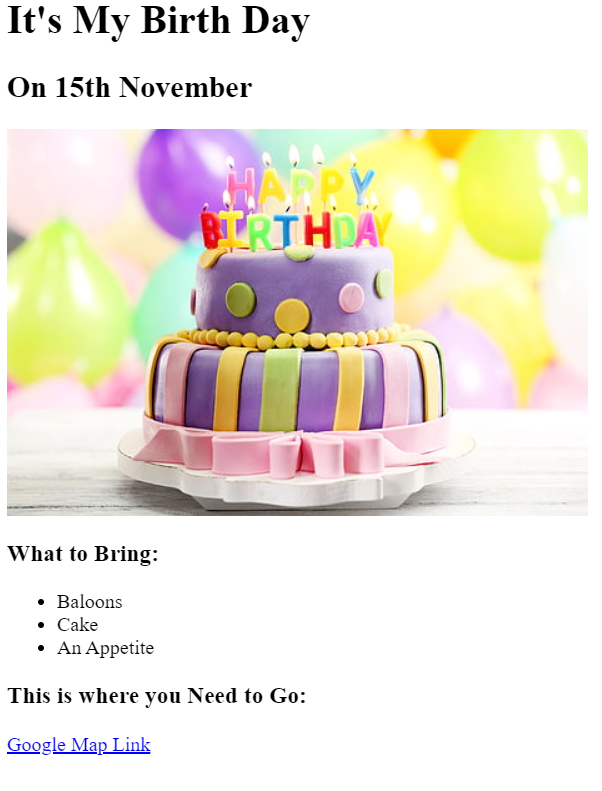 It's My Birth Day
On 15th November
HAPPY
BIRTHDAY
What to Bring:
Baloons
Cake
An Appetite
This is where you Need to Go:
Google Map Link